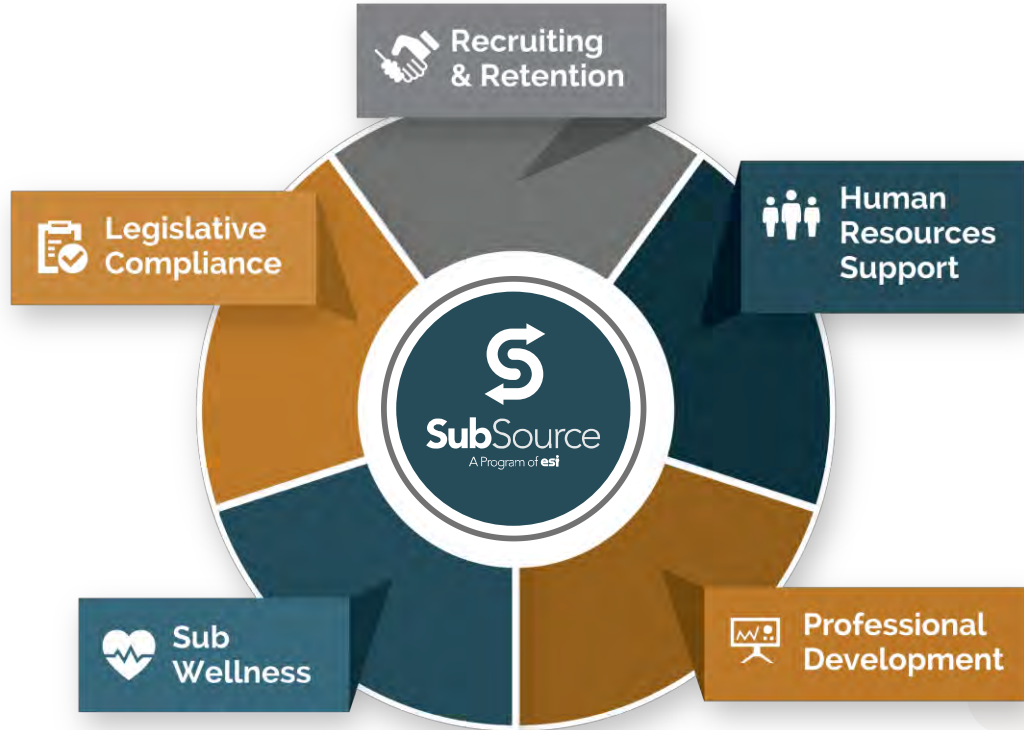 Recruiting
& Retention
Legislative
Compliance
Human
Resources
Support
SubSource
A Program of esi
Sub
Wellness
Professional
Development